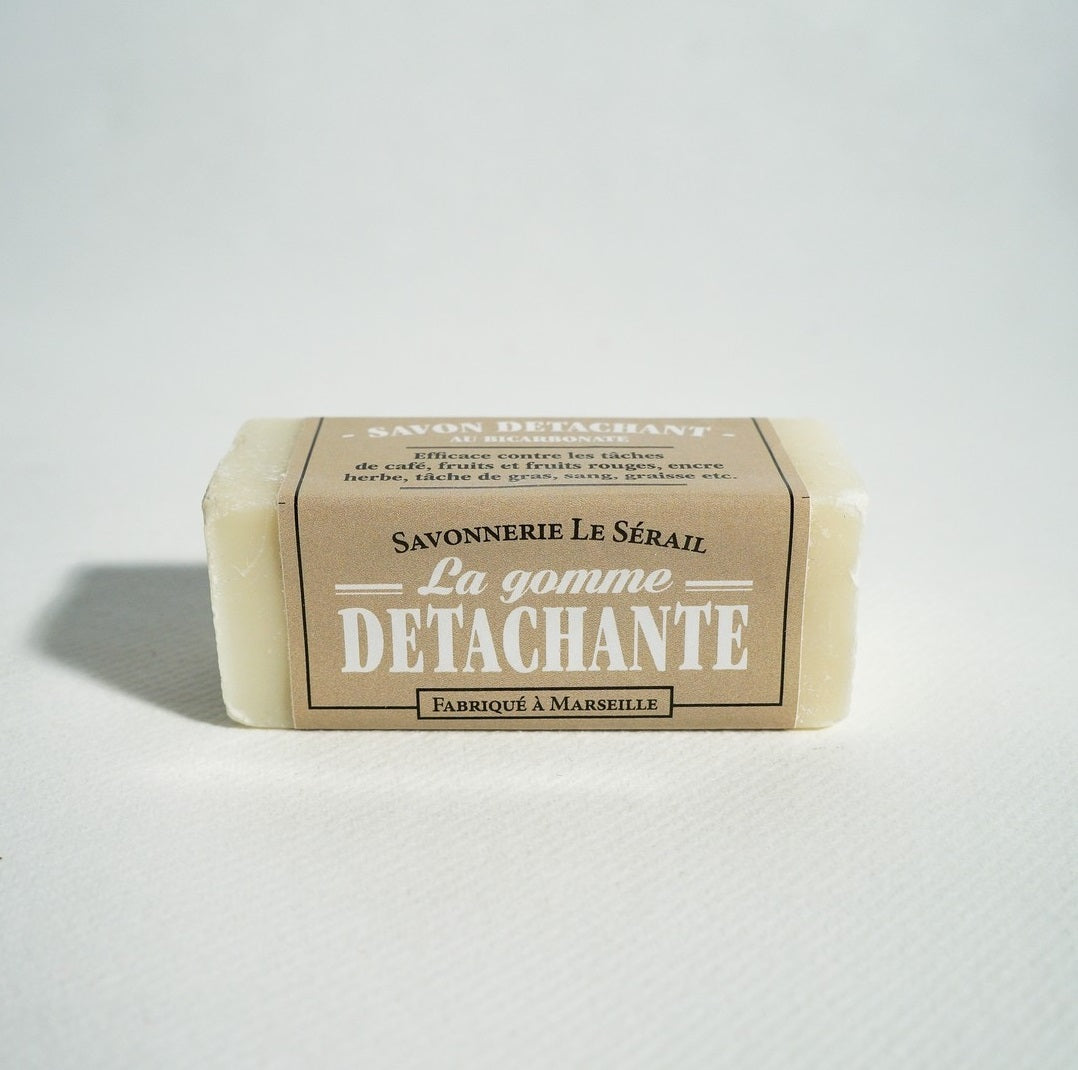 - SAVON DETACHANT -
AU BICARBONATE
Efficace contre les tâches
de café, fruits et fruits rouges, encre
herbe, tâche de gras, sang, graisse etc.
SAVONNERIE LE SÉRAIL
La gomme
DETACHANTE
FABRIQUÉ À MARSEILLE